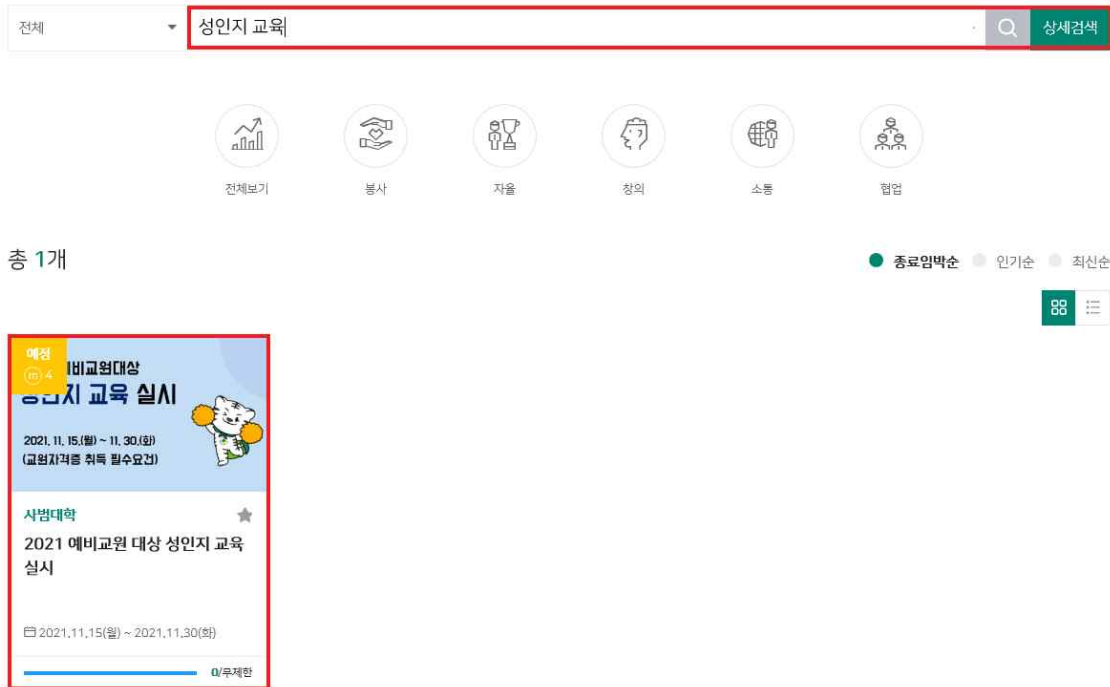 전체
성인지 교육
상세검색
전체보기 봉사 자율 창의 소통 협업
총 1개
종료임박순 인기순 최신순
예정
m 4
비교원대상
성인지 교육 실시
2021. 11. 15.(월) ~ 11. 30.(화)
(교원자격증 취득 필수요건)
사범대학
2021 예비교원 대상 성인지 교육
실시
2021.11.15(월) ~ 2021.11.30(화)
0/무제한